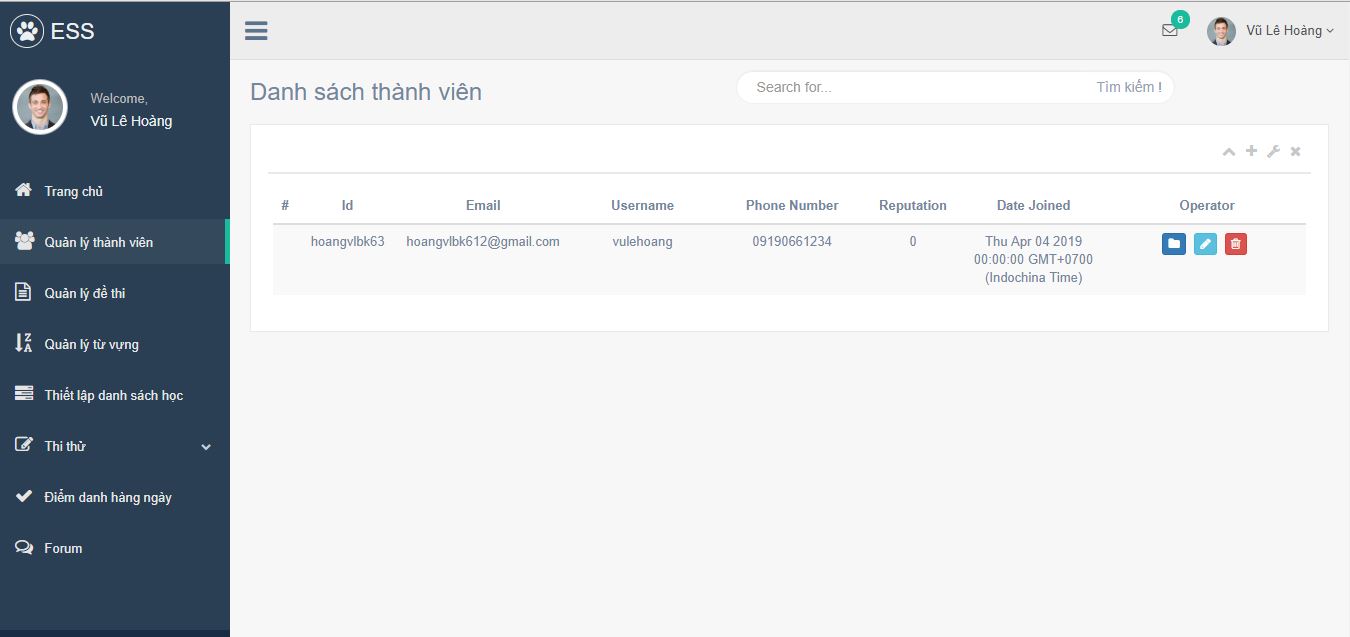 ESS
6
Vũ Lê Hoàng
Welcome,
Vũ Lê Hoàng
Trang chủ
Quản lý thành viên
Quản lý đề thi
Quản lý từ vựng
Thiết lập danh sách học
Thi thử
Điểm danh hàng ngày
Forum
Danh sách thành viên
Search for...
Tìm kiếm !
# Id Email Username Phone Number Reputation Date Joined Operator
hoangvlbk63 hoangvlbk612@gmail.com vulehoang 09190661234 0 Thu Apr 04 2019
00:00:00 GMT+0700
(Indochina Time)